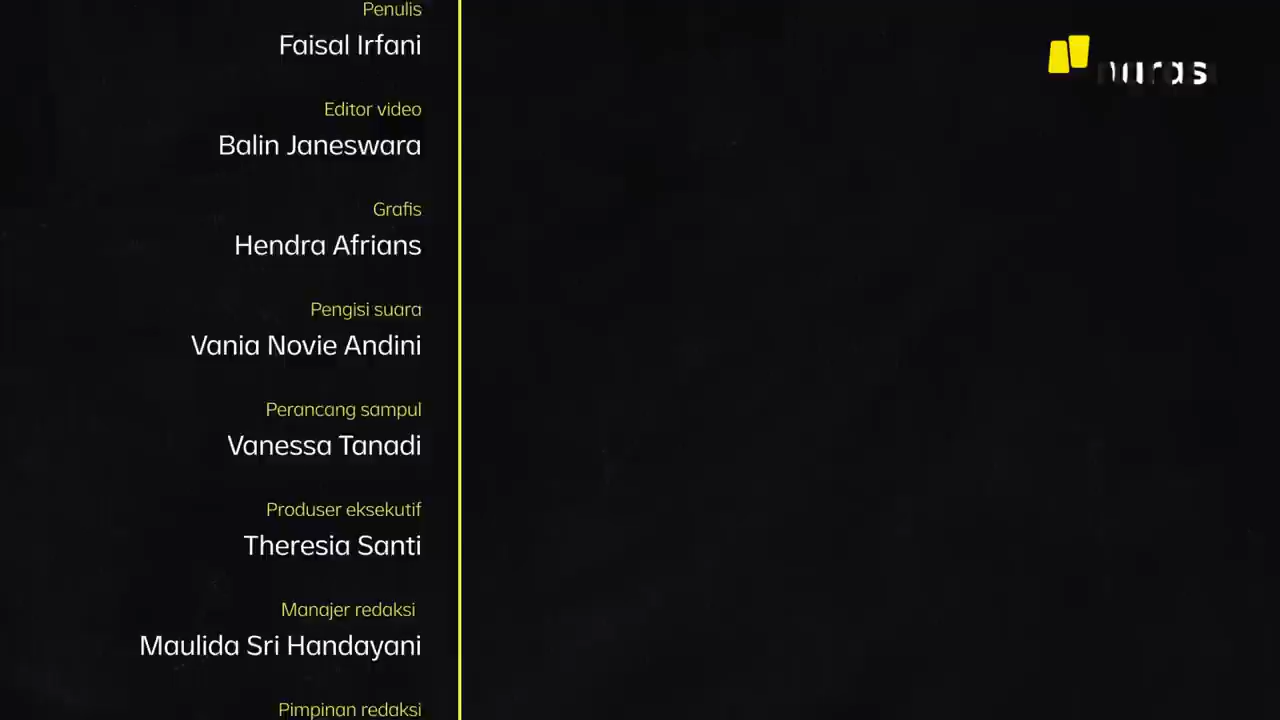 Penulis
Faisal Irfani
Editor video
Balin Janeswara
Grafis
Hendra Afrians
Pengisi suara
Vania Novie Andini
Perancang sampul
Vanessa Tanadi
Produser eksekutif
Theresia Santi
Manajer redaksi
Maulida Sri Handayani
Pimpinan redaksi